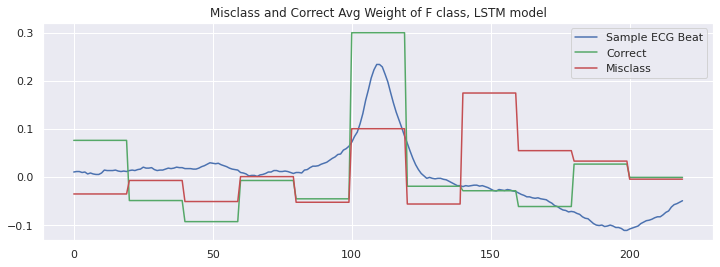 Misclass and Correct Avg Weight of F class, LSTM model
Sample ECG Beat
Correct
Misclass
0.3
0.2
0.1
0.0
−0.1
0
50
100
150
200